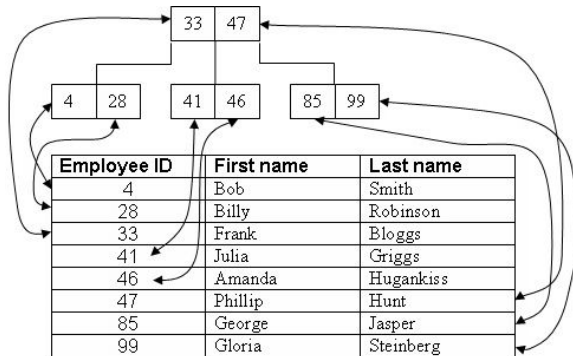 33 47
4 28 41 46 85 99
Employee ID First name Last name
4 Bob Smith
28 Billy Robinson
33 Frank Bloggs
41 Julia Griggs
46 Amanda Hugankiss
47 Phillip Hunt
85 George Jasper
99 Gloria Steinberg